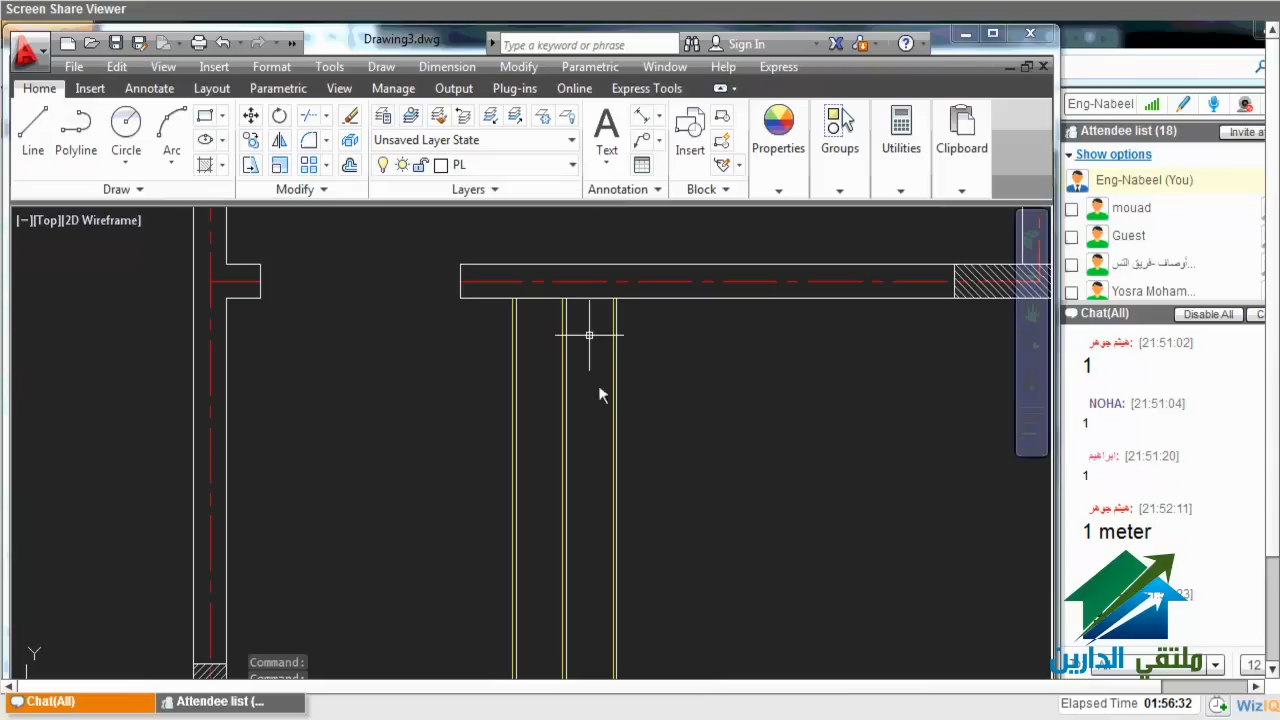 Screen Share Viewer
Drawing3.dwg
Type a keyword or phrase
Sign In
File Edit View Insert Format Tools Draw Dimension Modify Parametric Window Help Express
Home Insert Annotate Layout Parametric View Manage Output Plug-ins Online Express Tools
Unsaved Layer State
PL
Line Polyline Circle Arc Text Insert Properties Groups Utilities Clipboard
Draw Modify Layers Annotation Block
[−][Top][2D Wireframe]
Y
Command:
Command:
Eng-Nabeel
Attendee list (18)
Invite at
Show options
Eng-Nabeel (You)
mouad
Guest
أوصاف -فريق التس...
Yosra Moham...
Chat(All)
Disable All
C
هيثم جوهر: [21:51:02]
1
NOHA: [21:51:04]
1
ابراهيم: [21:51:20]
1
هيثم جوهر: [21:52:11]
1 meter
ملتقي الدارين
12
Chat(All) Attendee list (...
Elapsed Time 01:56:32
WizIQ